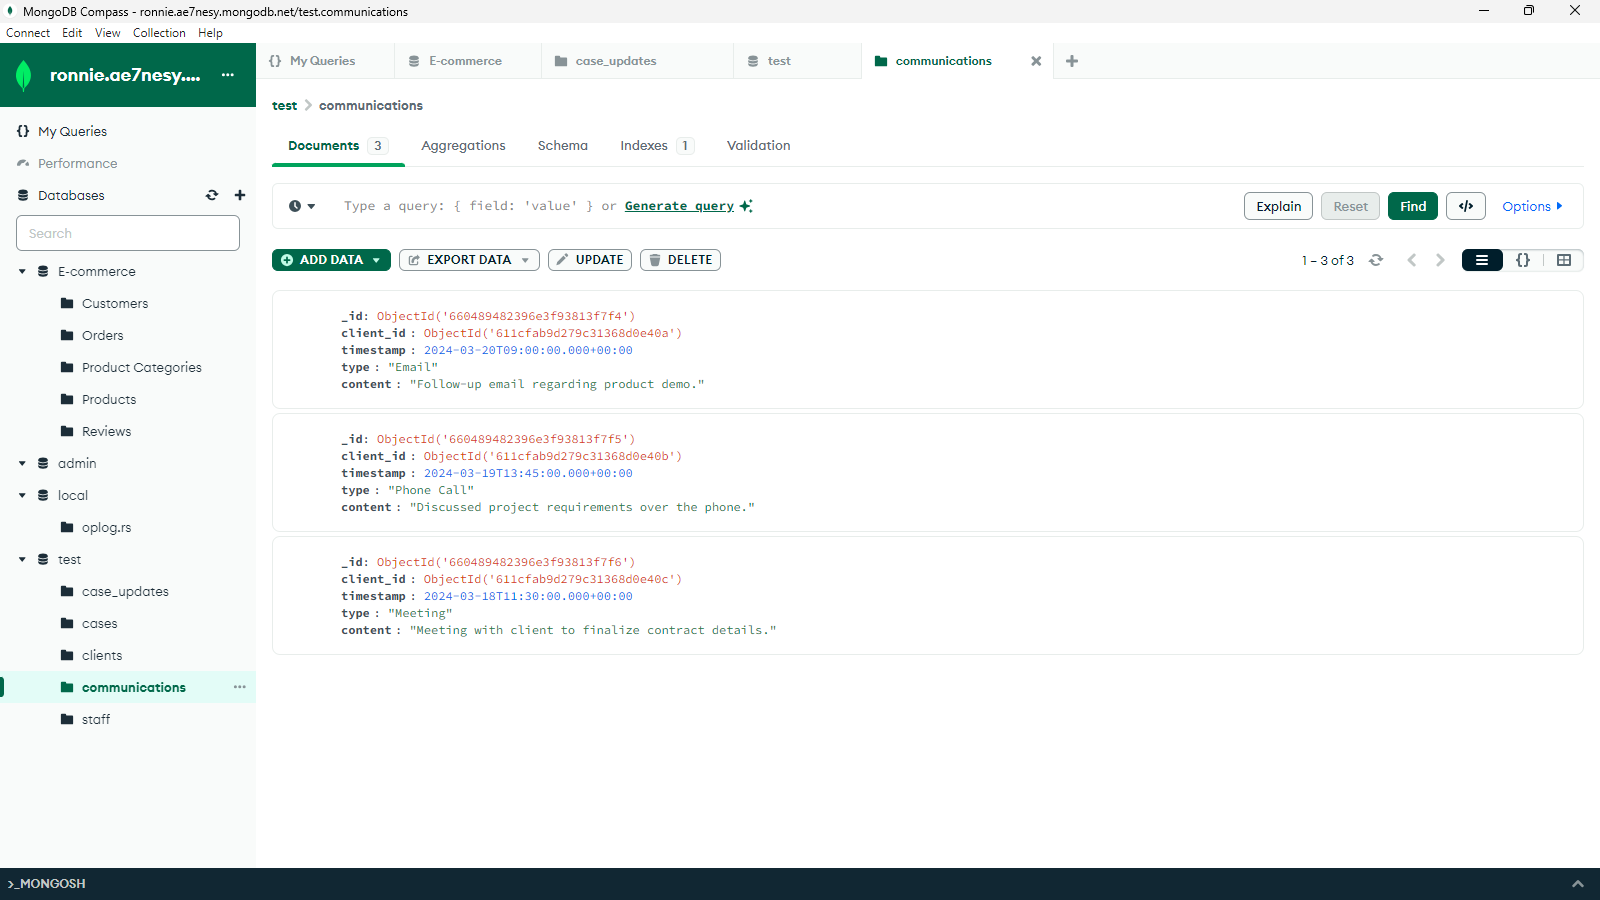 MongoDB Compass - ronnie.ae7nesy.mongodb.net/test.communications
Connect Edit View Collection Help
ronnie.ae7nesy....
My Queries
Performance
Databases
Search
E-commerce
Customers
Orders
Product Categories
Products
Reviews
admin
local
oplog.rs
test
case_updates
cases
clients
communications
staff
{} My Queries
E-commerce
case_updates
test
communications
test > communications
Documents 3
Aggregations
Schema
Indexes 1
Validation
Type a query: { field: 'value' } or Generate query
Explain
Reset
Find
</>
Options
ADD DATA
EXPORT DATA
UPDATE
DELETE
1 – 3 of 3
{}
_id: ObjectId('660489482396e3f93813f7f4')
client_id : ObjectId('611cfab9d279c31368d0e40a')
timestamp : 2024-03-20T09:00:00.000+00:00
type : "Email"
content : "Follow-up email regarding product demo."
_id: ObjectId('660489482396e3f93813f7f5')
client_id : ObjectId('611cfab9d279c31368d0e40b')
timestamp : 2024-03-19T13:45:00.000+00:00
type : "Phone Call"
content : "Discussed project requirements over the phone."
_id: ObjectId('660489482396e3f93813f7f6')
client_id : ObjectId('611cfab9d279c31368d0e40c')
timestamp : 2024-03-18T11:30:00.000+00:00
type : "Meeting"
content : "Meeting with client to finalize contract details."
>_MONGOSH